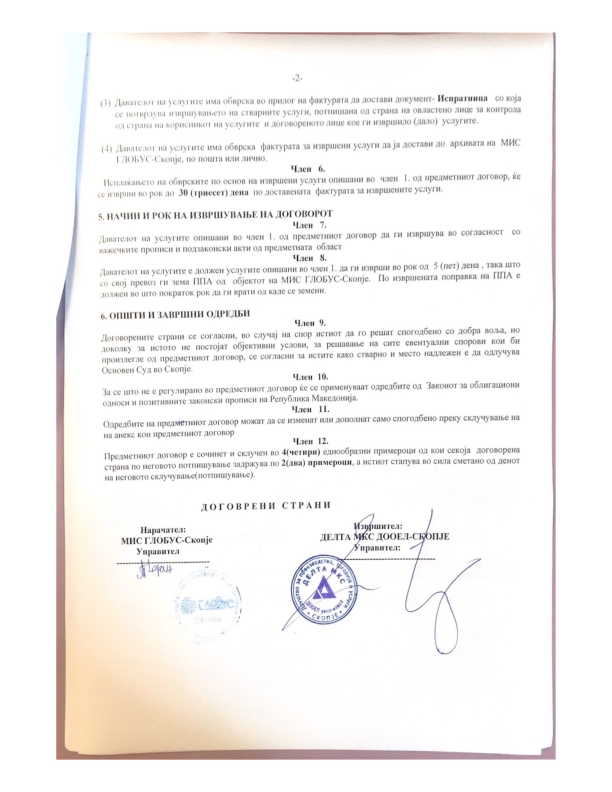 -2-
(3) Давателот на услугите има обврска во прилог на фактурата да достави документ- Испратница со која
се потврдува извршувањето на стварните услуги, потпишана од страна на овластено лице за контрола
од страна на корисникот на услугите и договореното лице кое ги извршило (дало) услугите.
(4) Давателот на услугите има обврска фактурата за извршени услуги да ја достави до архивата на МИС
ГЛОБУС-Скопје, по пошта или лично.
Член 6.
Исплаќањето на обврските по основ на извршени услуги опишани во член 1. од предметниот договор, ќе
се изврши во рок до 30 (триесет) дена по доставената фактурата за извршените услуги.
5. НАЧИН И РОК НА ИЗВРШУВАЊЕ НА ДОГОВОРОТ
Член 7.
Давателот на услугите опишани во член 1. од предметниот договор да ги извршува во согласност со
важечките прописи и подзаконски акти од предметната област
Член 8.
Давателот на услугите е должен услугите опишани во член 1. да ги изврши во рок од 5 (пет) дена , така што
со свој превоз ги зема ППА од објектот на МИС ГЛОБУС-Скопје. По извршената поправка на ППА е
должен во што пократок рок да ги врати од каде се земени.
6. ОПШТИ И ЗАВРШНИ ОДРЕДБИ
Член 9.
Договорените страни се согласни, во случај на спор истиот да го решат спогодбено со добра волја, но
доколку за истото не постојат објективни услови, за решавање на сите евентуални спорови кои би
произлегле од предметниот договор, се согласни за истите како стварно и место надлежен е да одлучува
Основен Суд во Скопје.
Член 10.
За се што не е регулирано во предметниот договор ќе се применуваат одредбите од Законот за облигациони
односи и позитивните законски прописи на Република Македонија.
Член 11.
Одредбите на предметниот договор можат да се изменат или дополнат само спогодбено преку склучување на
на анекс кон предметниот договор
Член 12.
Предметниот договор е сочинет и склучен во 4(четири) еднообразни примероци од кои секоја договорена
страна по неговото потпишување задржува по 2(два) примероци, а истиот стапува во сила сметано од денот
на неговото склучување(потпишување).
ДОГОВРЕНИ СТРАНИ
Нарачател:
МИС ГЛОБУС-Скопје
Управител
Извршител:
ДЕЛТА МКС ДООЕЛ-СКОПЈЕ
Управител:
ГЛОБУС
Скопје
ДЕЛТА МКС
СКОПЈЕ